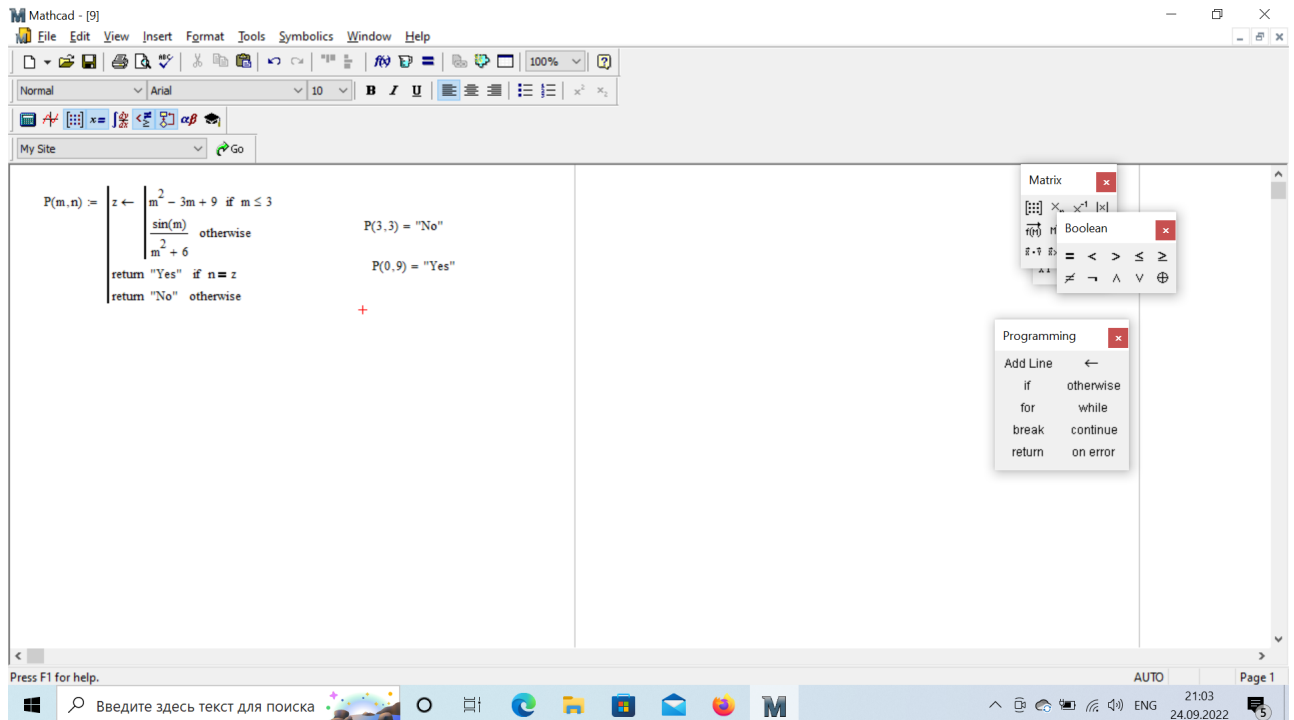 Mathcad - [9]
File Edit View Insert Format Tools Symbolics Window Help
100%
Normal Arial 10 B I U
My Site Go
P(m,n) := z ← m² - 3m + 9 if m ≤ 3
sin(m)
m² + 6
otherwise
return "Yes" if n = z
return "No" otherwise
P(3,3) = "No"
P(0,9) = "Yes"
Matrix
Boolean
= < > ≤ ≥
≠ ¬ ∧ ∨ ⊕
Programming
Add Line ←
if otherwise
for while
break continue
return on error
Press F1 for help.
AUTO Page 1
Введите здесь текст для поиска
ENG
21:03
24.09.2022
5